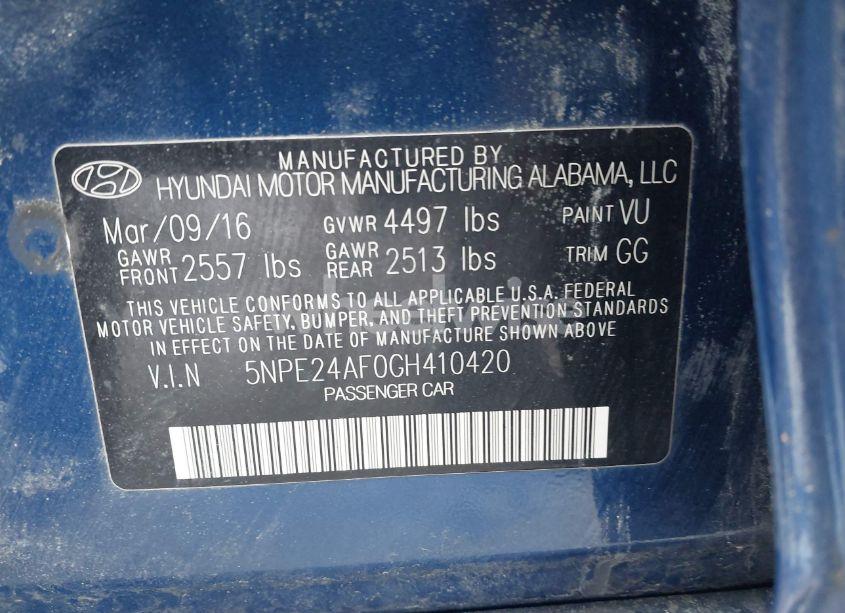 MANUFACTURED BY
HYUNDAI MOTOR MANUFACTURING ALABAMA, LLC
Mar/09/16 GVWR 4497 lbs PAINT VU
GAWR FRONT 2557 lbs GAWR REAR 2513 lbs TRIM GG
THIS VEHICLE CONFORMS TO ALL APPLICABLE U.S.A. FEDERAL
MOTOR VEHICLE SAFETY, BUMPER, AND THEFT PREVENTION STANDARDS
IN EFFECT ON THE DATE OF MANUFACTURE SHOWN ABOVE
V.I.N 5NPE24AF0GH410420
PASSENGER CAR